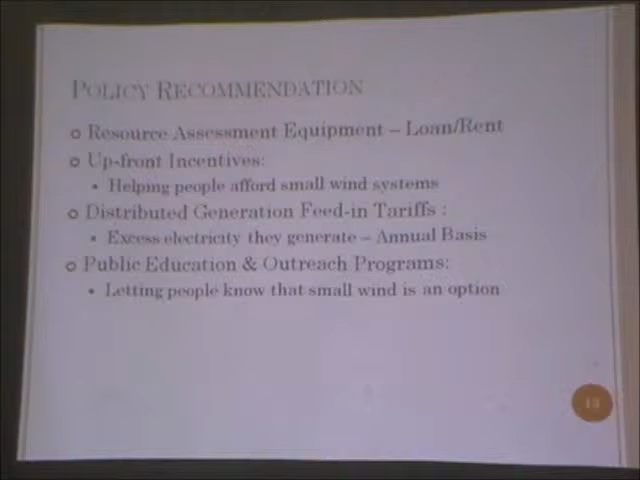 POLICY RECOMMENDATION
Resource Assessment Equipment – Loan/Rent
Up-front Incentives:
Helping people afford small wind systems
Distributed Generation Feed-in Tariffs :
Excess electricity they generate – Annual Basis
Public Education & Outreach Programs:
Letting people know that small wind is an option
13